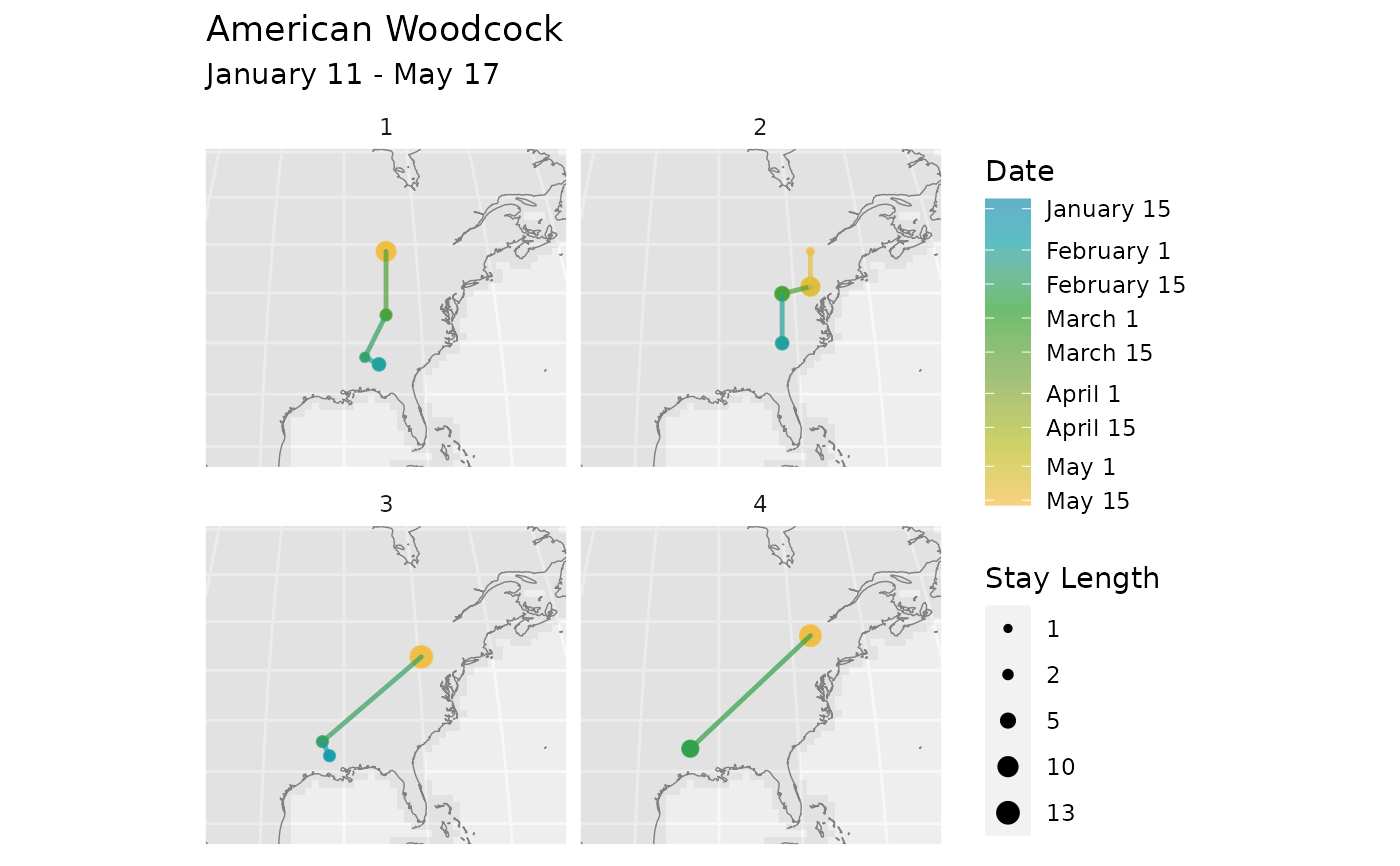 American Woodcock
January 11 - May 17
1
2
3
4
Date
January 15
February 1
February 15
March 1
March 15
April 1
April 15
May 1
May 15
Stay Length
1
2
5
10
13